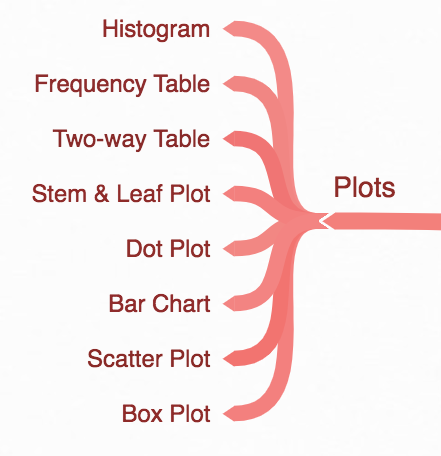 Histogram
Frequency Table
Two-way Table
Stem & Leaf Plot
Dot Plot
Bar Chart
Scatter Plot
Box Plot
Plots